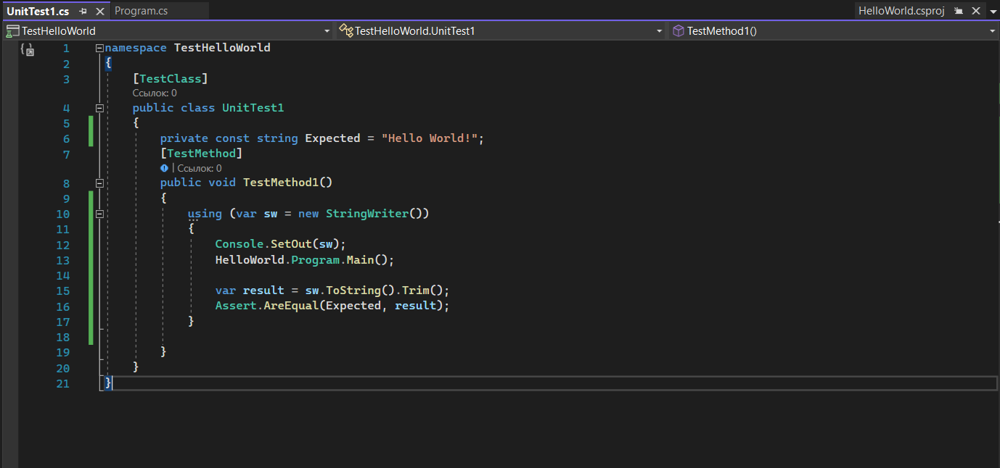 UnitTest1.cs Program.cs HelloWorld.csproj
TestHelloWorld TestHelloWorld.UnitTest1 TestMethod1()
1 namespace TestHelloWorld
2 {
3 [TestClass]
Ссылок: 0
4 public class UnitTest1
5 {
6 private const string Expected = "Hello World!";
7 [TestMethod]
| Ссылок: 0
8 public void TestMethod1()
9 {
10 using (var sw = new StringWriter())
11 {
12 Console.SetOut(sw);
13 HelloWorld.Program.Main();
14
15 var result = sw.ToString().Trim();
16 Assert.AreEqual(Expected, result);
17 }
18
19 }
20 }
21 }